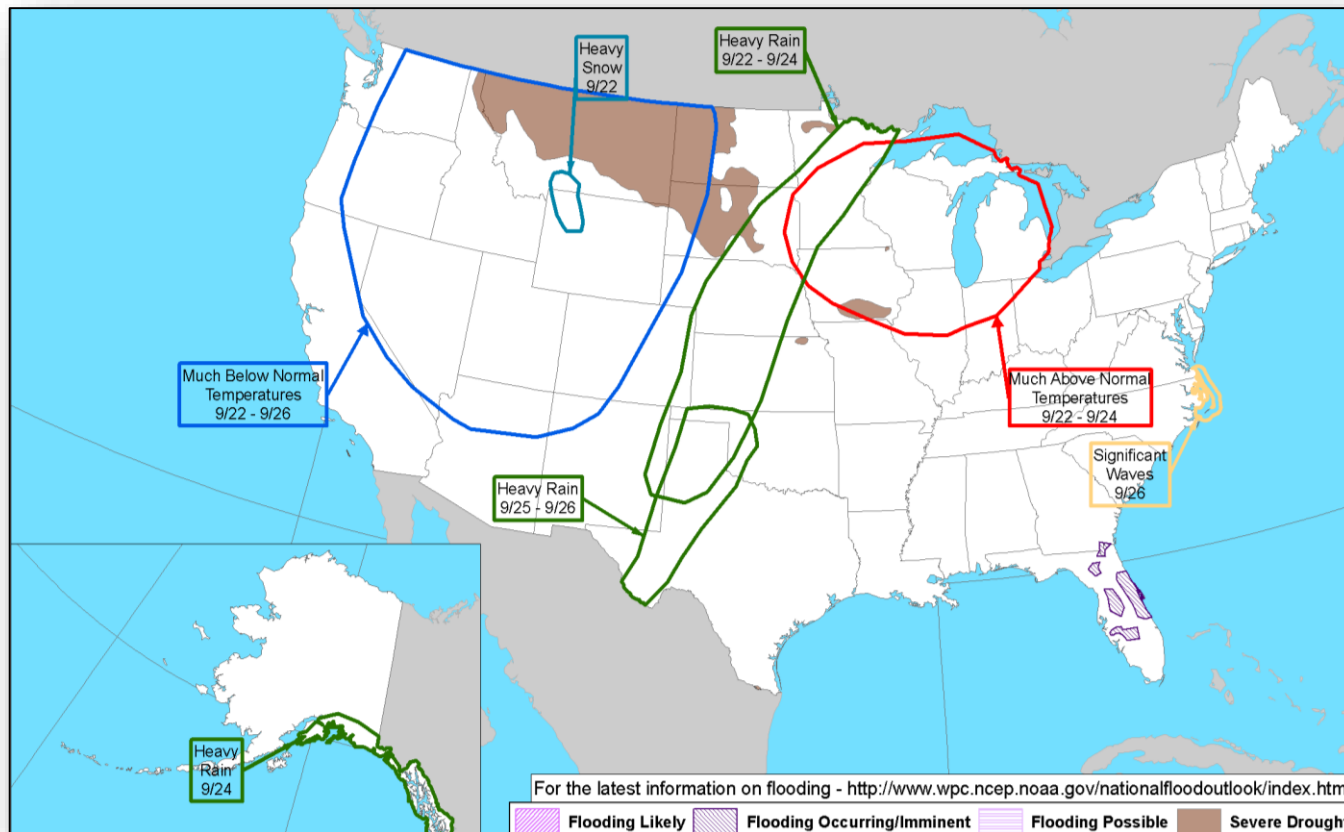 Heavy
Snow
9/22
Heavy Rain
9/22 - 9/24
Much Below Normal
Temperatures
9/22 - 9/26
Much Above Normal
Temperatures
9/22 - 9/24
Significant
Waves
9/26
Heavy Rain
9/25 - 9/26
Heavy
Rain
9/24
For the latest information on flooding - http://www.wpc.ncep.noaa.gov/nationalfloodoutlook/index.htm
Flooding Likely Flooding Occurring/Imminent Flooding Possible Severe Drough